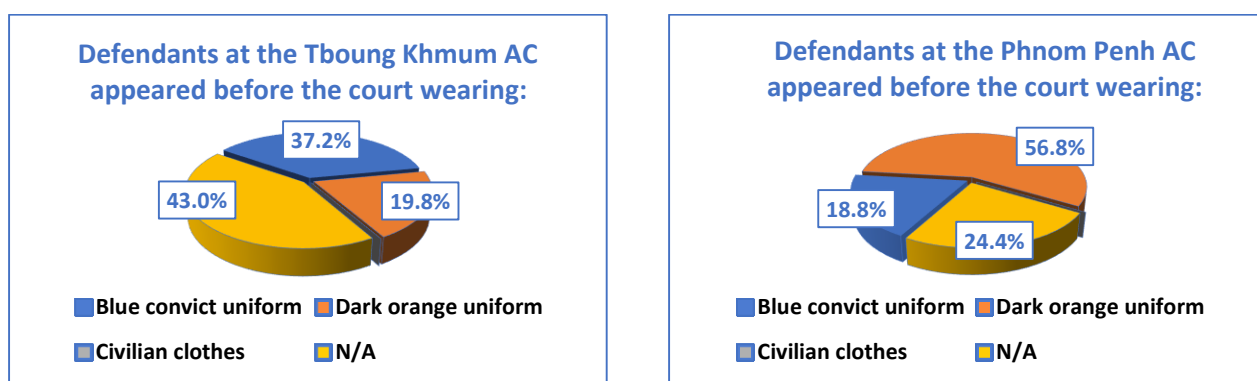 Defendants at the Tboung Khmum AC
appeared before the court wearing:
37.2%
43.0%
19.8%
Blue convict uniform Dark orange uniform
Civilian clothes N/A
Defendants at the Phnom Penh AC
appeared before the court wearing:
56.8%
18.8%
24.4%
Blue convict uniform Dark orange uniform
Civilian clothes N/A